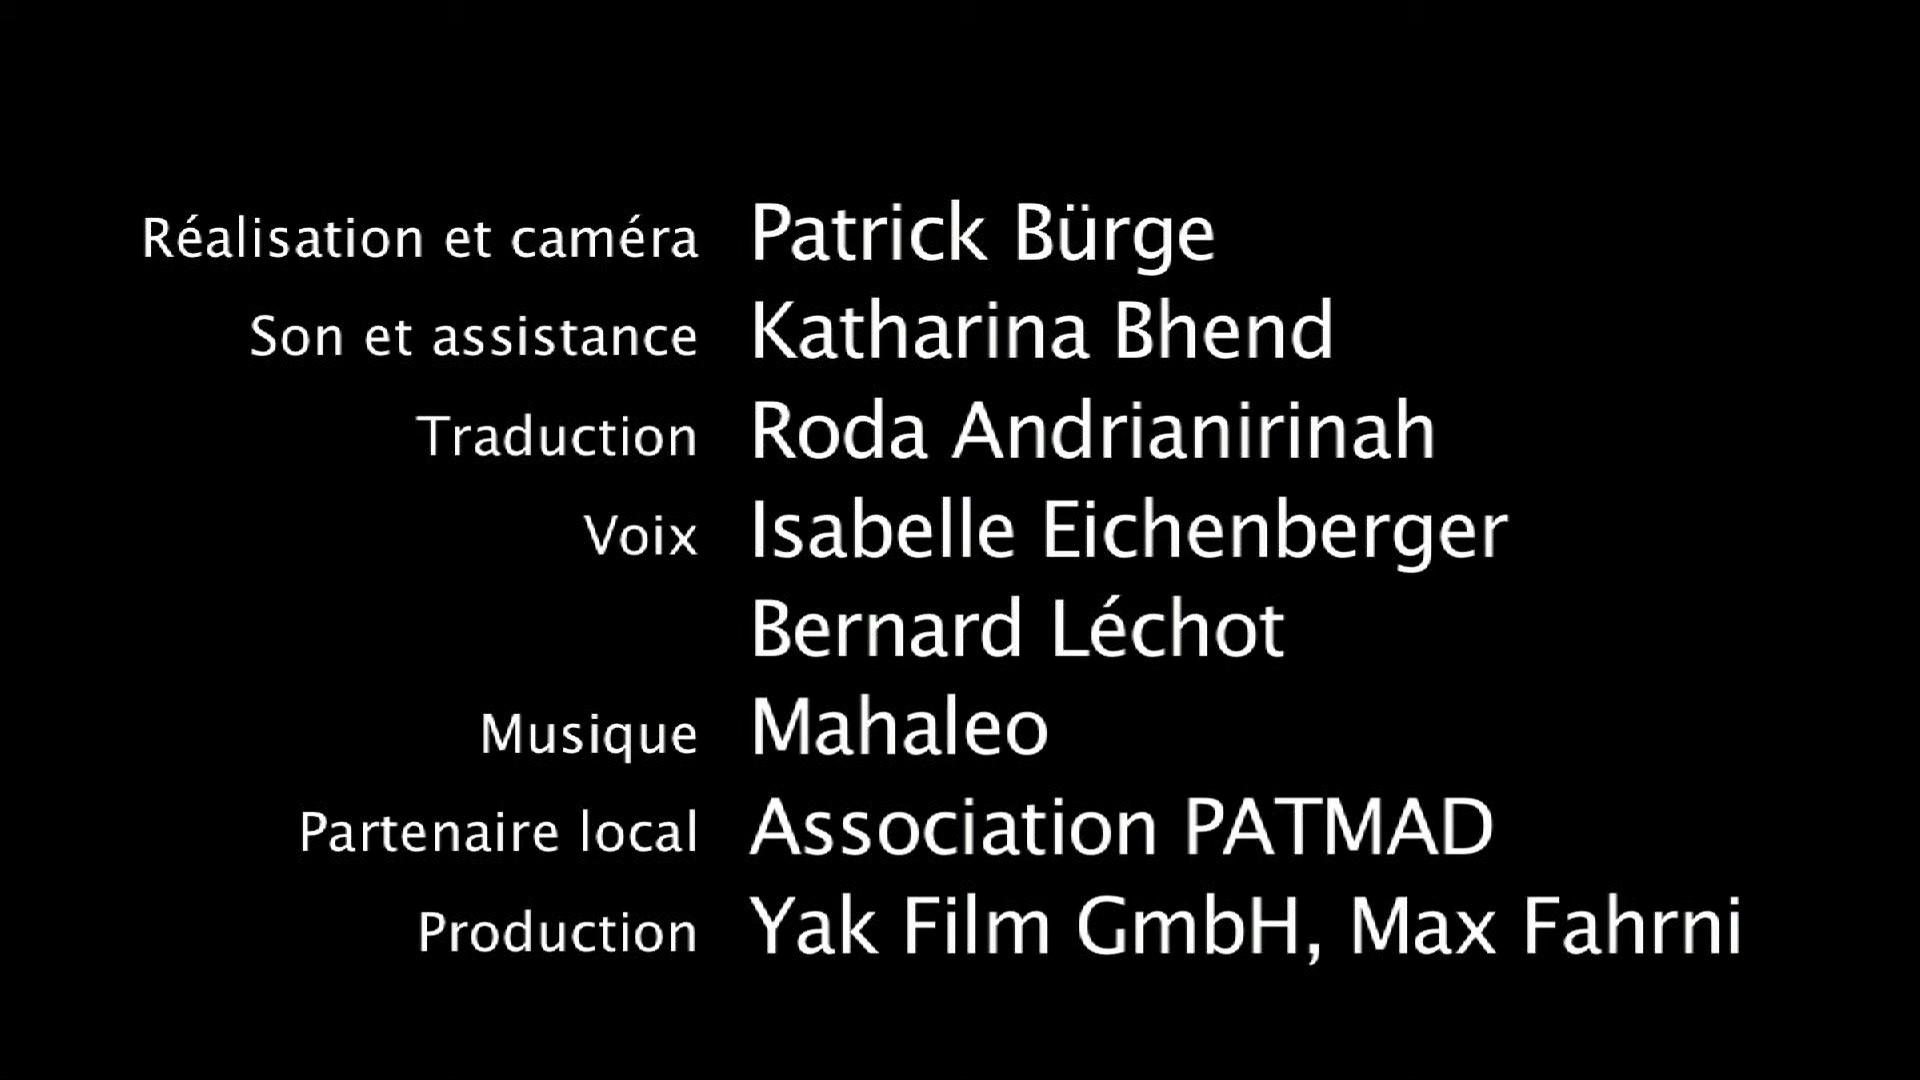 Réalisation et caméra Patrick Bürge
Son et assistance Katharina Bhend
Traduction Roda Andrianirinah
Voix Isabelle Eichenberger
Bernard Léchot
Musique Mahaleo
Partenaire local Association PATMAD
Production Yak Film GmbH, Max Fahrni